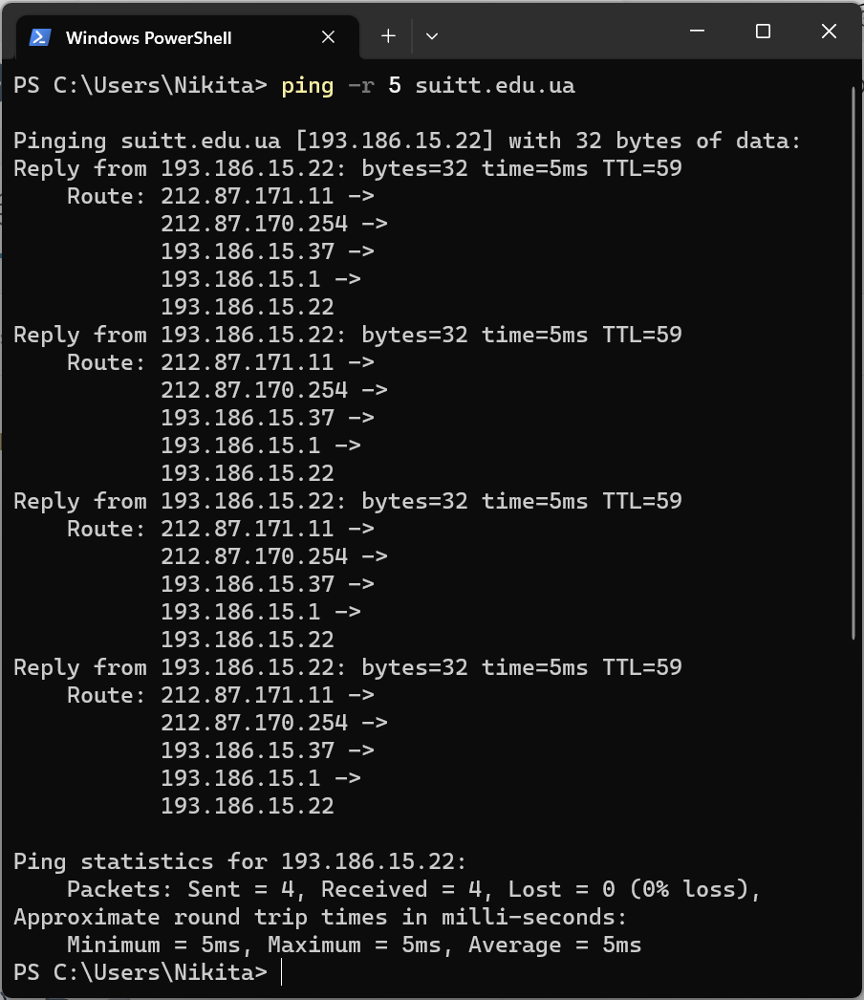 Windows PowerShell
PS C:\Users\Nikita> ping -r 5 suitt.edu.ua
Pinging suitt.edu.ua [193.186.15.22] with 32 bytes of data:
Reply from 193.186.15.22: bytes=32 time=5ms TTL=59
    Route: 212.87.171.11 ->
           212.87.170.254 ->
           193.186.15.37 ->
           193.186.15.1 ->
           193.186.15.22
Reply from 193.186.15.22: bytes=32 time=5ms TTL=59
    Route: 212.87.171.11 ->
           212.87.170.254 ->
           193.186.15.37 ->
           193.186.15.1 ->
           193.186.15.22
Reply from 193.186.15.22: bytes=32 time=5ms TTL=59
    Route: 212.87.171.11 ->
           212.87.170.254 ->
           193.186.15.37 ->
           193.186.15.1 ->
           193.186.15.22
Reply from 193.186.15.22: bytes=32 time=5ms TTL=59
    Route: 212.87.171.11 ->
           212.87.170.254 ->
           193.186.15.37 ->
           193.186.15.1 ->
           193.186.15.22
Ping statistics for 193.186.15.22:
    Packets: Sent = 4, Received = 4, Lost = 0 (0% loss),
Approximate round trip times in milli-seconds:
    Minimum = 5ms, Maximum = 5ms, Average = 5ms
PS C:\Users\Nikita>